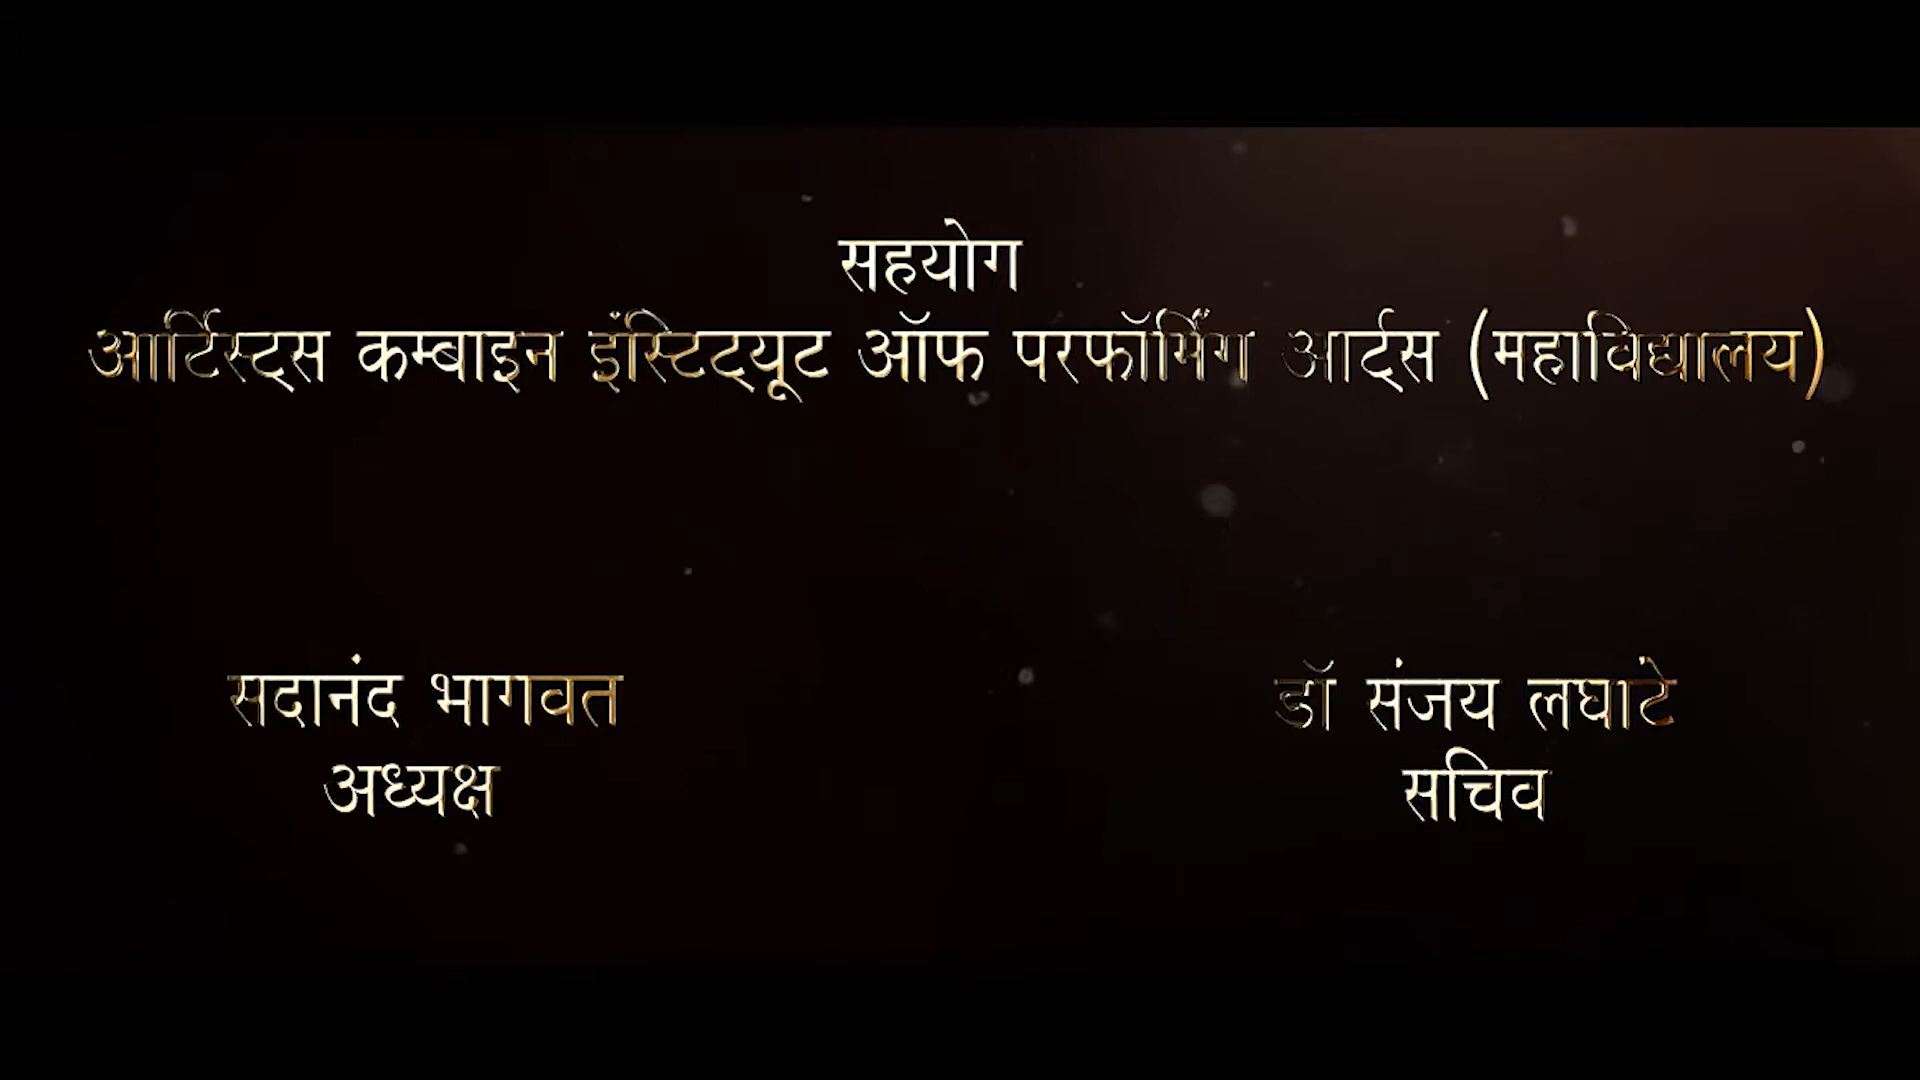 सहयोग
आर्टिस्ट्स कम्बाइन इंस्टिट्यूट ऑफ परफॉर्मिंग आर्ट्स (महाविद्यालय)
सदानंद भागवत
अध्यक्ष
डॉ संजय लघाटे
सचिव